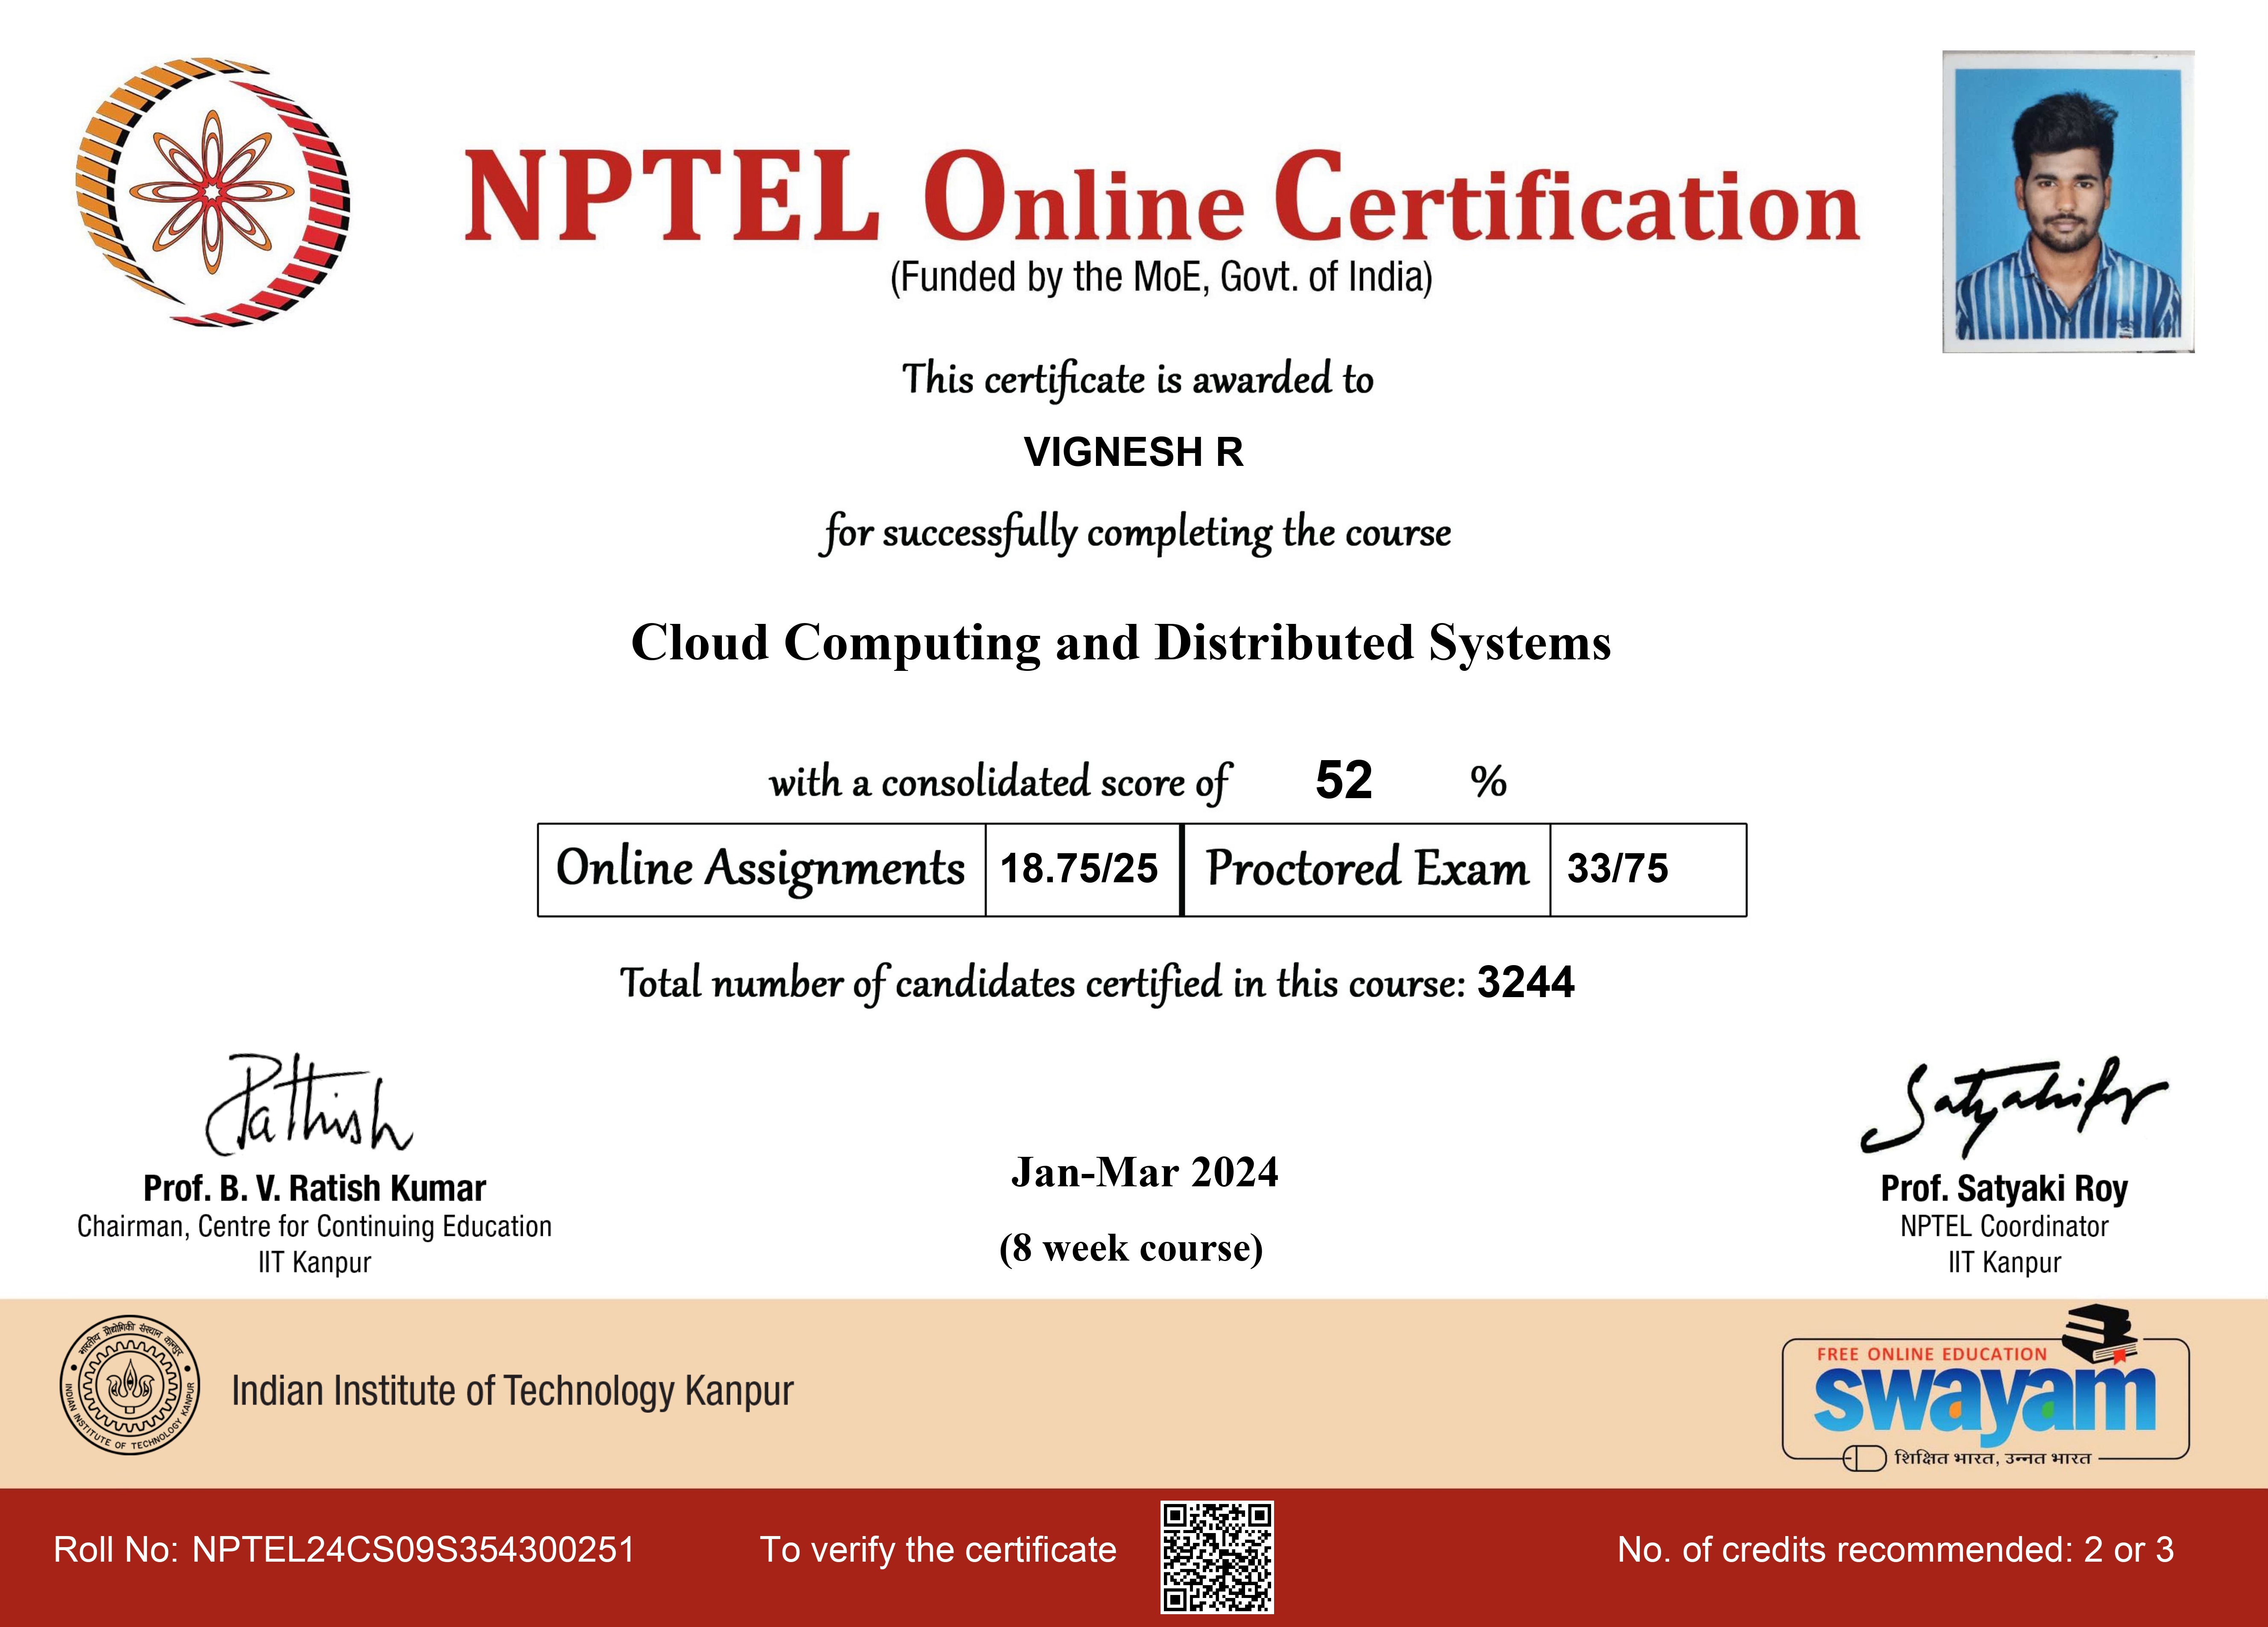 NPTEL Online Certification
(Funded by the MoE, Govt. of India)
This certificate is awarded to
VIGNESH R
for successfully completing the course
Cloud Computing and Distributed Systems
with a consolidated score of 52 %
Online Assignments 18.75/25 Proctored Exam 33/75
Total number of candidates certified in this course: 3244
Prof. B. V. Ratish Kumar
Chairman, Centre for Continuing Education
IIT Kanpur
Jan-Mar 2024
(8 week course)
Prof. Satyaki Roy
NPTEL Coordinator
IIT Kanpur
भारतीय प्रौद्योगिकी संस्थान कानपुर
INDIAN INSTITUTE OF TECHNOLOGY KANPUR
Indian Institute of Technology Kanpur
FREE ONLINE EDUCATION
swayam
शिक्षित भारत, उन्नत भारत
Roll No: NPTEL24CS09S354300251
To verify the certificate
No. of credits recommended: 2 or 3